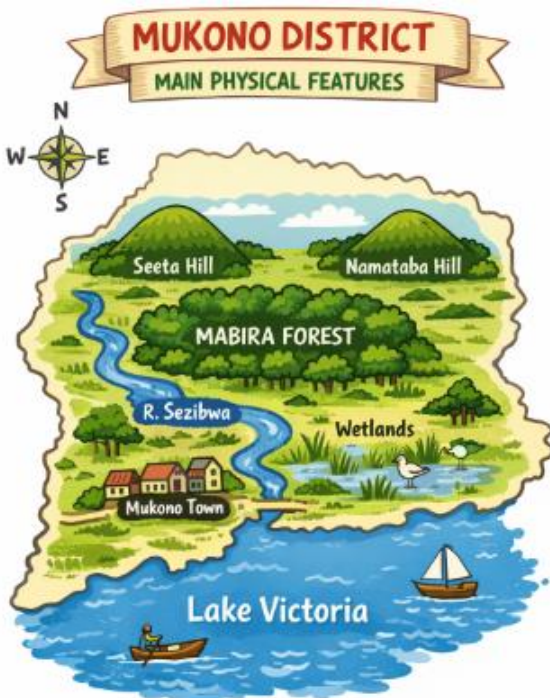 MUKONO DISTRICT
MAIN PHYSICAL FEATURES
N
W E
S
Seeta Hill
Namataba Hill
MABIRA FOREST
R. Sezibwa
Wetlands
Mukono Town
Lake Victoria